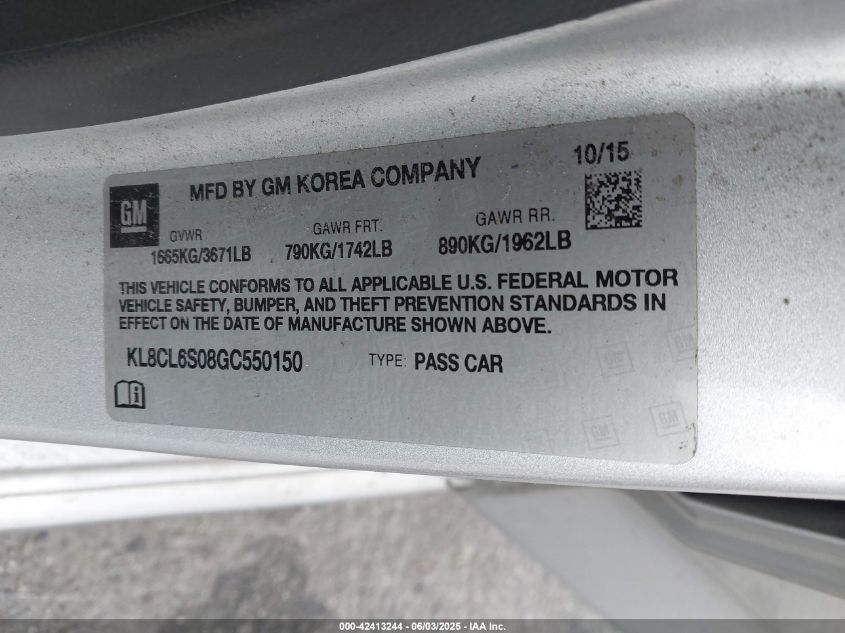 GM
MFD BY GM KOREA COMPANY
10/15
GVWR
GAWR FRT.
GAWR RR.
1665KG/3671LB
790KG/1742LB
890KG/1962LB
THIS VEHICLE CONFORMS TO ALL APPLICABLE U.S. FEDERAL MOTOR
VEHICLE SAFETY, BUMPER, AND THEFT PREVENTION STANDARDS IN
EFFECT ON THE DATE OF MANUFACTURE SHOWN ABOVE.
KL8CL6S08GC550150
TYPE: PASS CAR
GM
GM
000-42413244 - 06/03/2025 - IAA Inc.